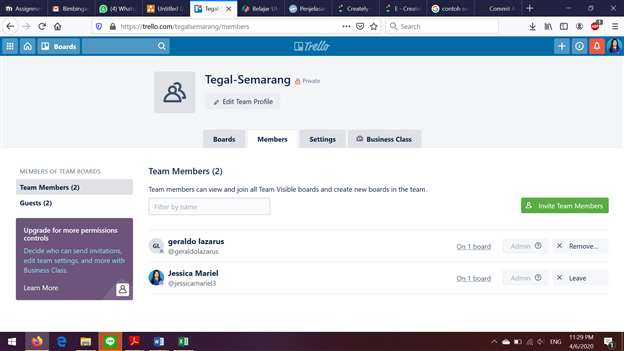 Assignme
Bimbinga
(4) Whats
Untitled D
Tegal-
Belajar UI
Penjelasa
Creately
E - Creatl
contoh se
Commit A
https://trello.com/tegalsemarang/members
Search
Boards
Trello
Tegal-Semarang Private
Edit Team Profile
Boards Members Settings Business Class
MEMBERS OF TEAM BOARDS
Team Members (2)
Guests (2)
Upgrade for more permissions
controls
Decide who can send invitations,
edit team settings, and more with
Business Class.
Learn More
Team Members (2)
Team members can view and join all Team Visible boards and create new boards in the team.
Filter by name
Invite Team Members
GL
geraldo lazarus
@geraldolazarus
On 1 board Admin Remove...
Jessica Mariel
@jessicamariel3
On 1 board Admin Leave
ENG
11:29 PM
4/6/2020